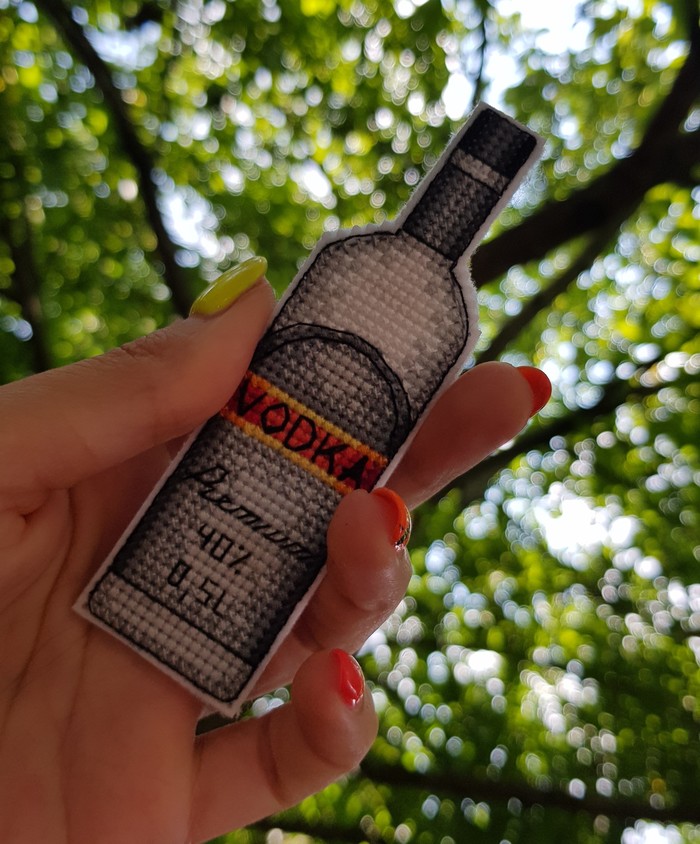 VODKA
Premium
40%
0,5L